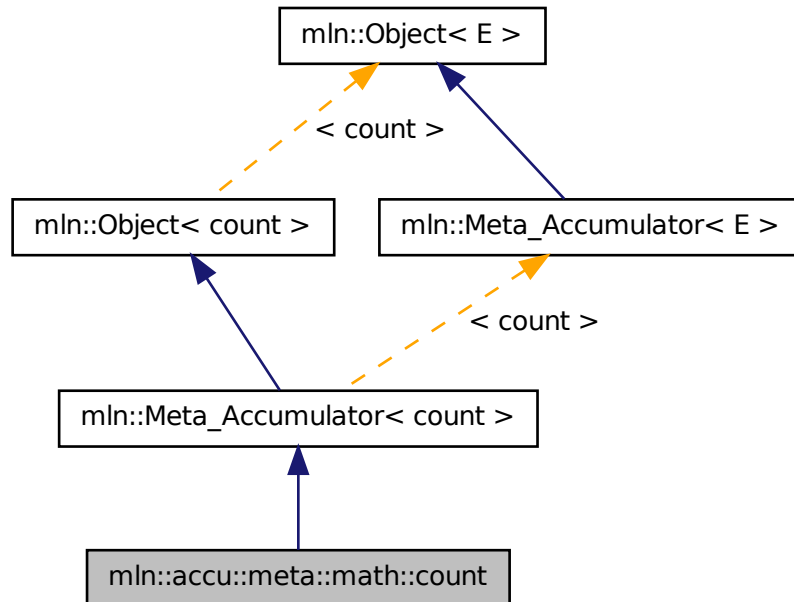 mln::Object< E >
< count >
mln::Object< count >
mln::Meta_Accumulator< E >
< count >
mln::Meta_Accumulator< count >
mln::accu::meta::math::count